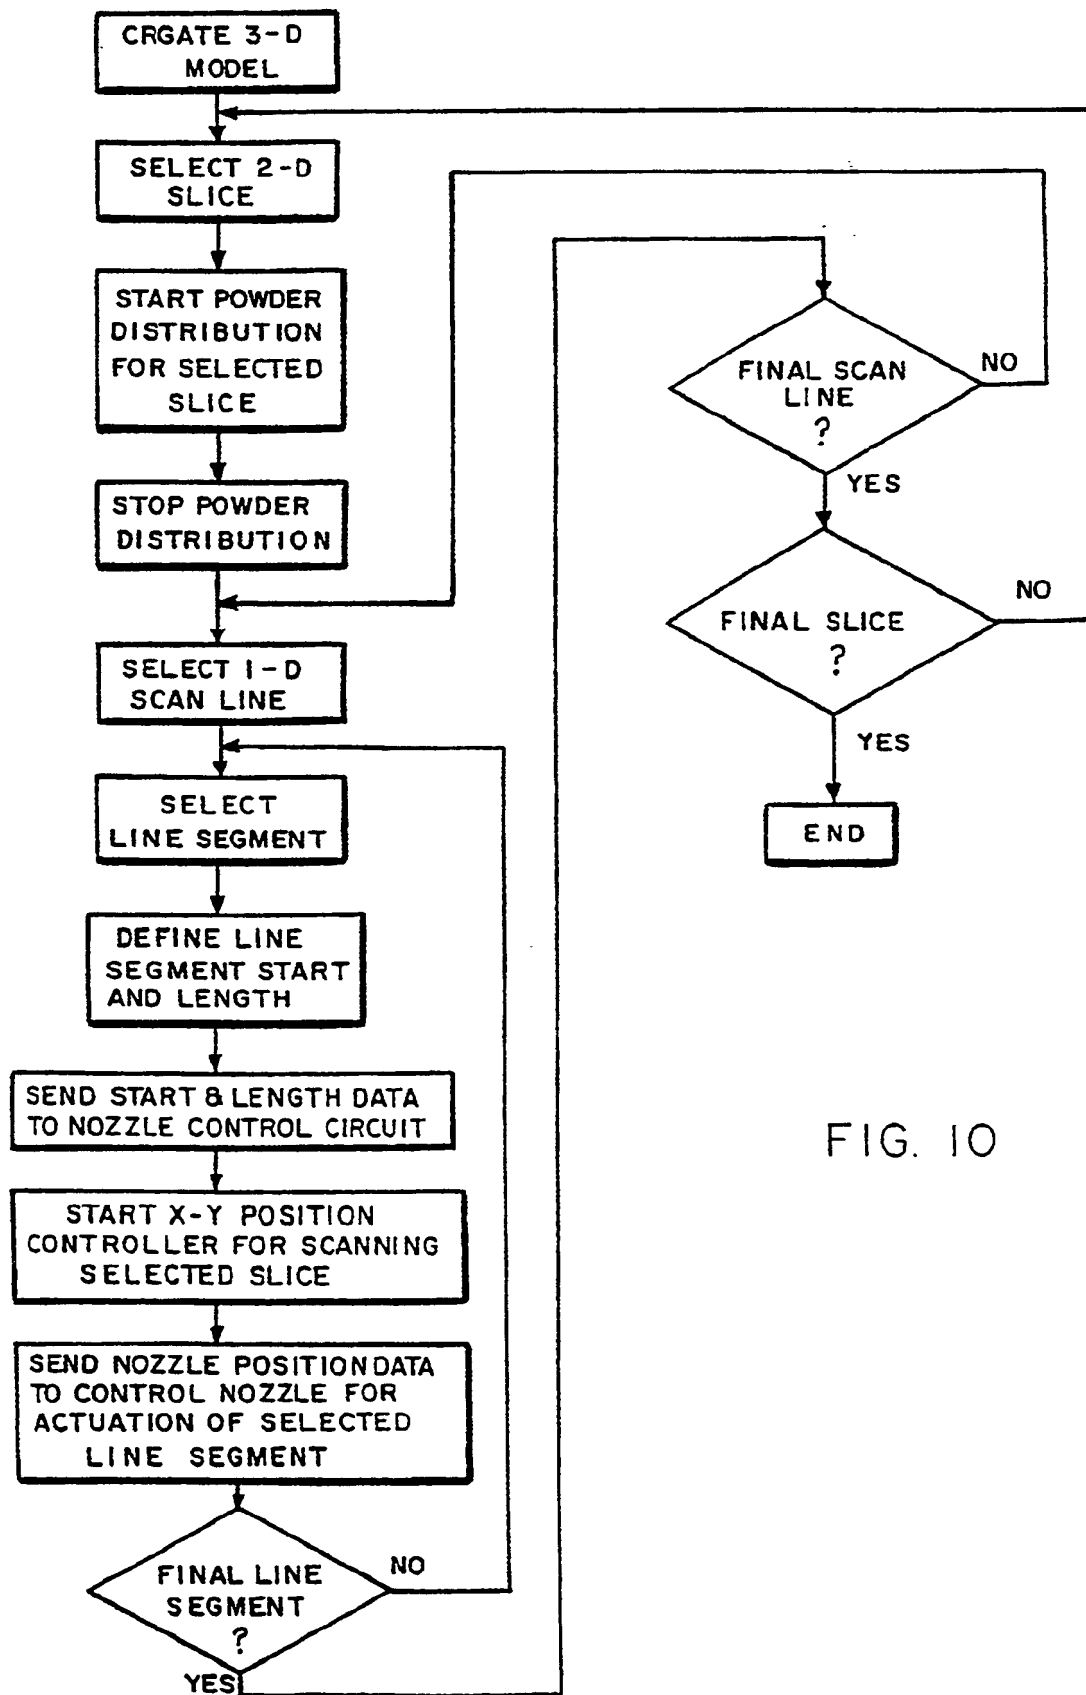 CRGATE 3-D
MODEL
SELECT 2-D
SLICE
START POWDER
DISTRIBUTION
FOR SELECTED
SLICE
STOP POWDER
DISTRIBUTION
SELECT 1-D
SCAN LINE
SELECT
LINE SEGMENT
DEFINE LINE
SEGMENT START
AND LENGTH
SEND START & LENGTH DATA
TO NOZZLE CONTROL CIRCUIT
START X-Y POSITION
CONTROLLER FOR SCANNING
SELECTED SLICE
SEND NOZZLE POSITION DATA
TO CONTROL NOZZLE FOR
ACTUATION OF SELECTED
LINE SEGMENT
FINAL LINE
SEGMENT
?
NO
YES
FINAL SCAN
LINE
?
NO
YES
FINAL SLICE
?
NO
YES
END
FIG. 10